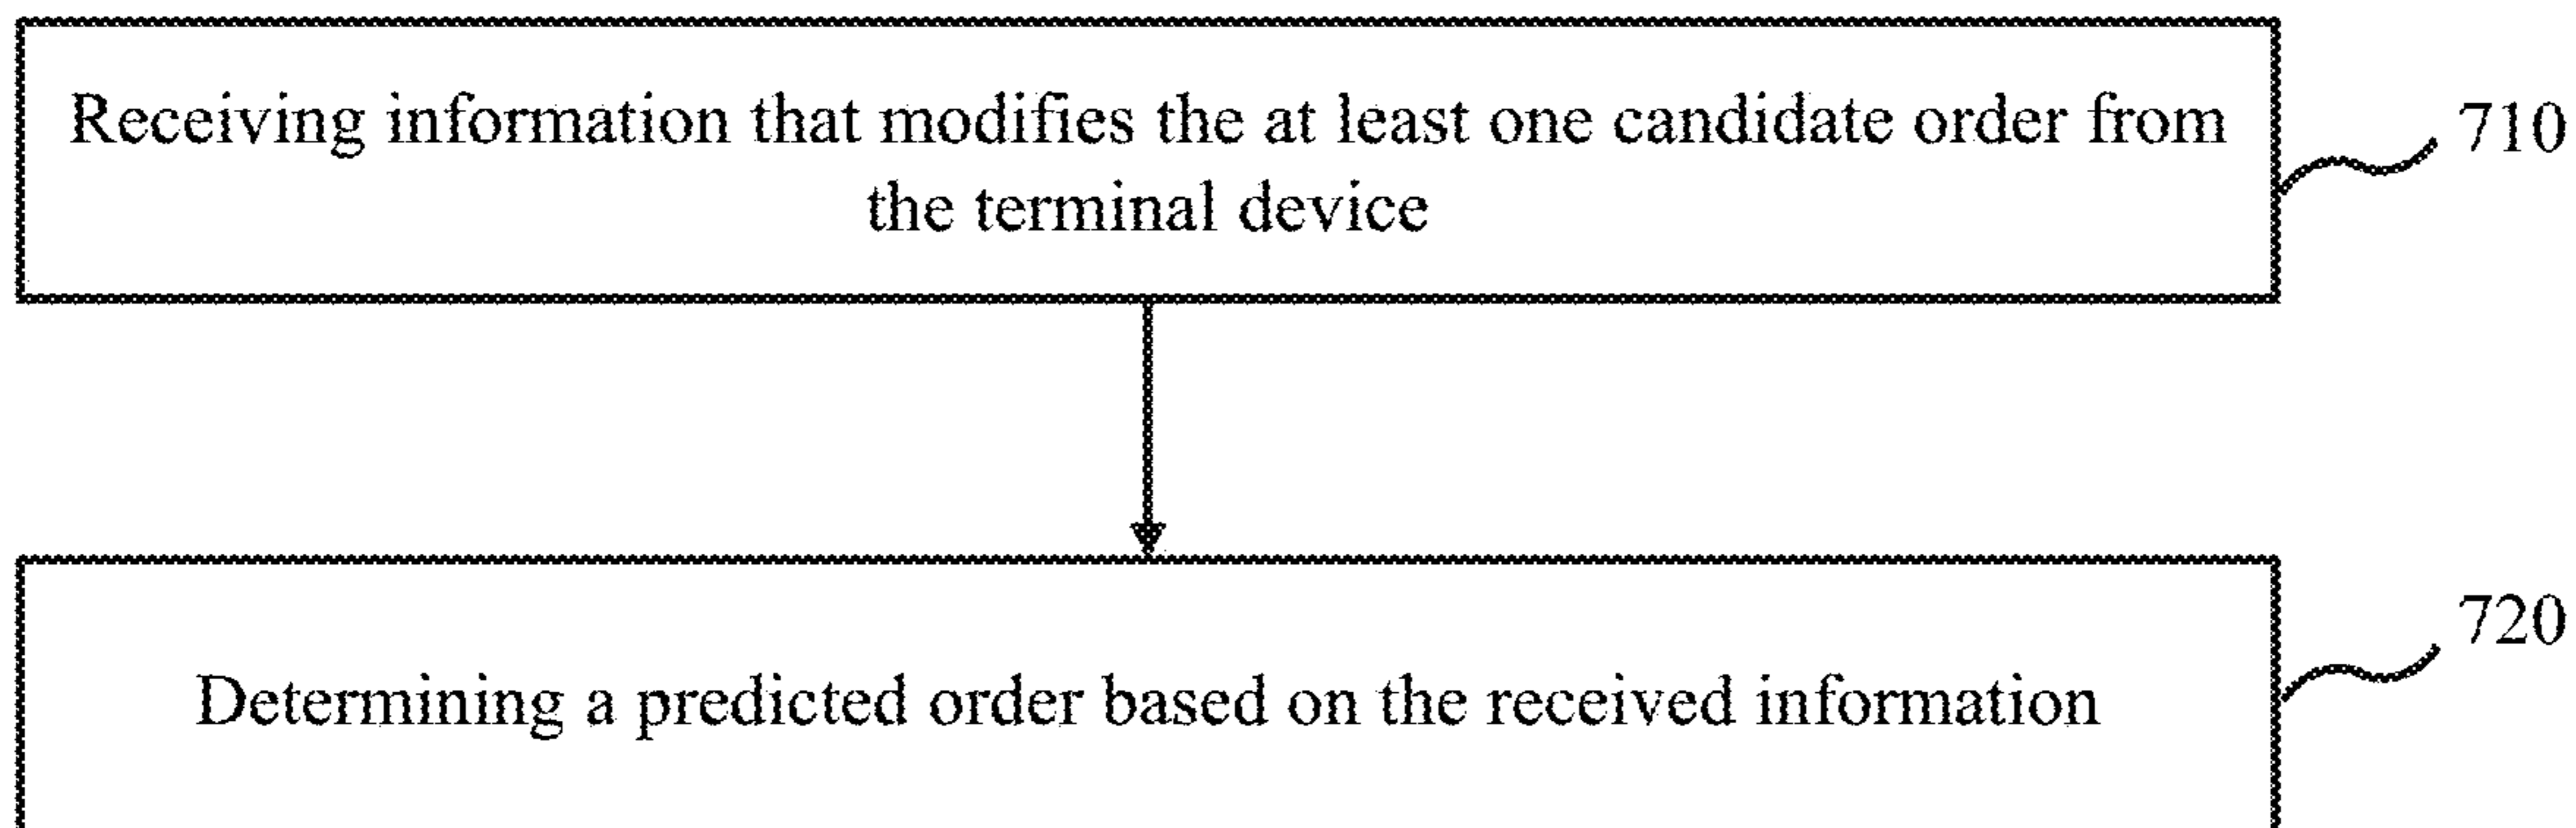 Receiving information that modifies the at least one candidate order from
the terminal device
710
Determining a predicted order based on the received information
720